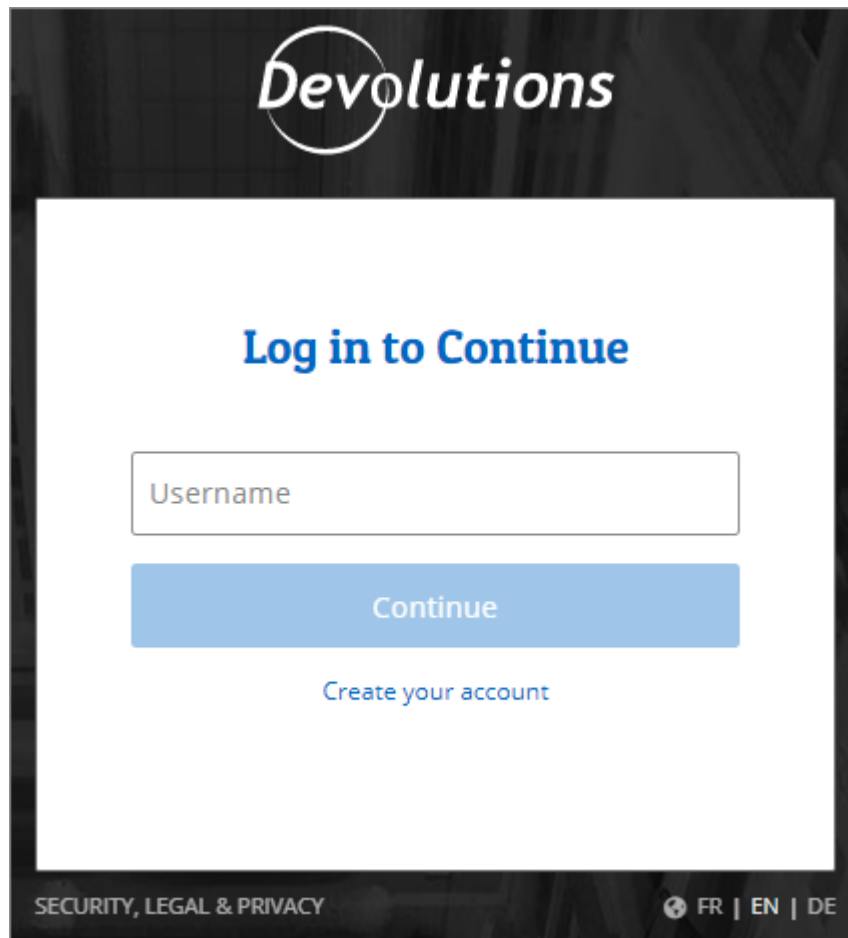 Devolutions
Log in to Continue
Username
Continue
Create your account
SECURITY, LEGAL & PRIVACY FR | EN | DE